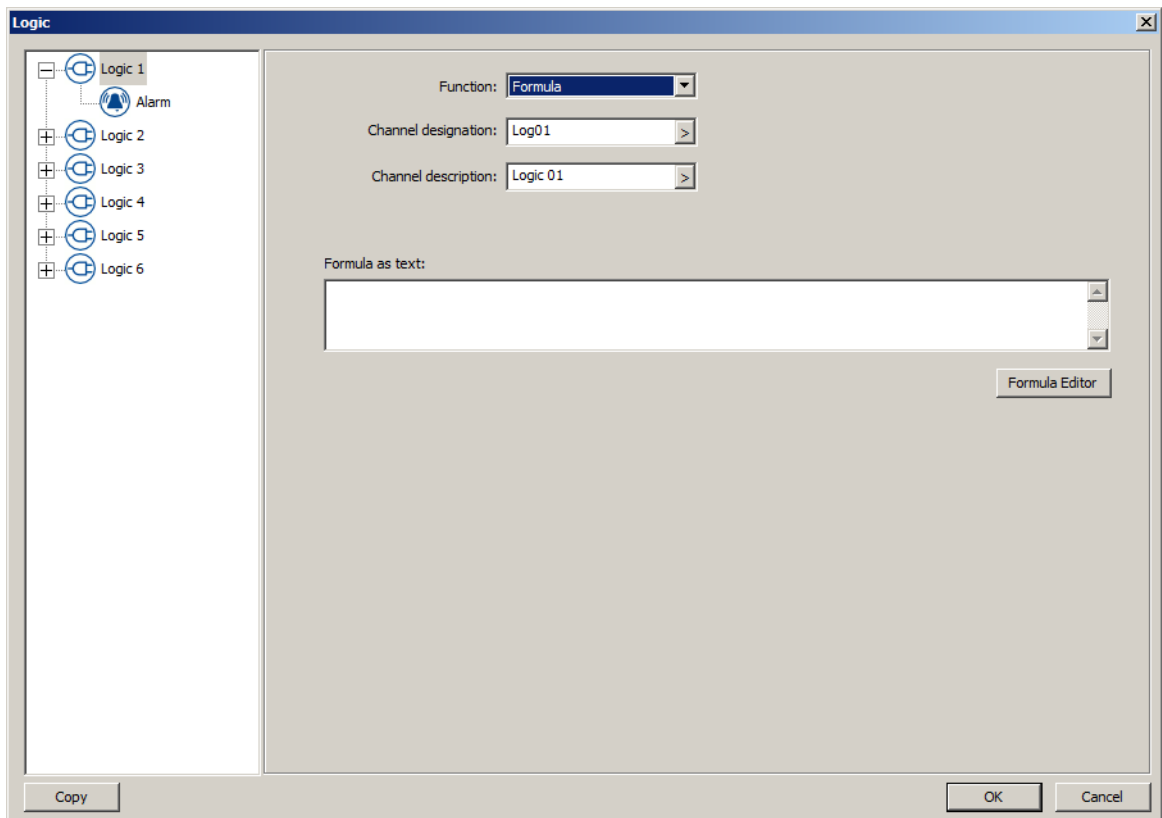 Logic
Logic 1
Alarm
Logic 2
Logic 3
Logic 4
Logic 5
Logic 6
Function: Formula
Channel designation: Log01 >
Channel description: Logic 01 >
Formula as text:
Formula Editor
Copy
OK
Cancel